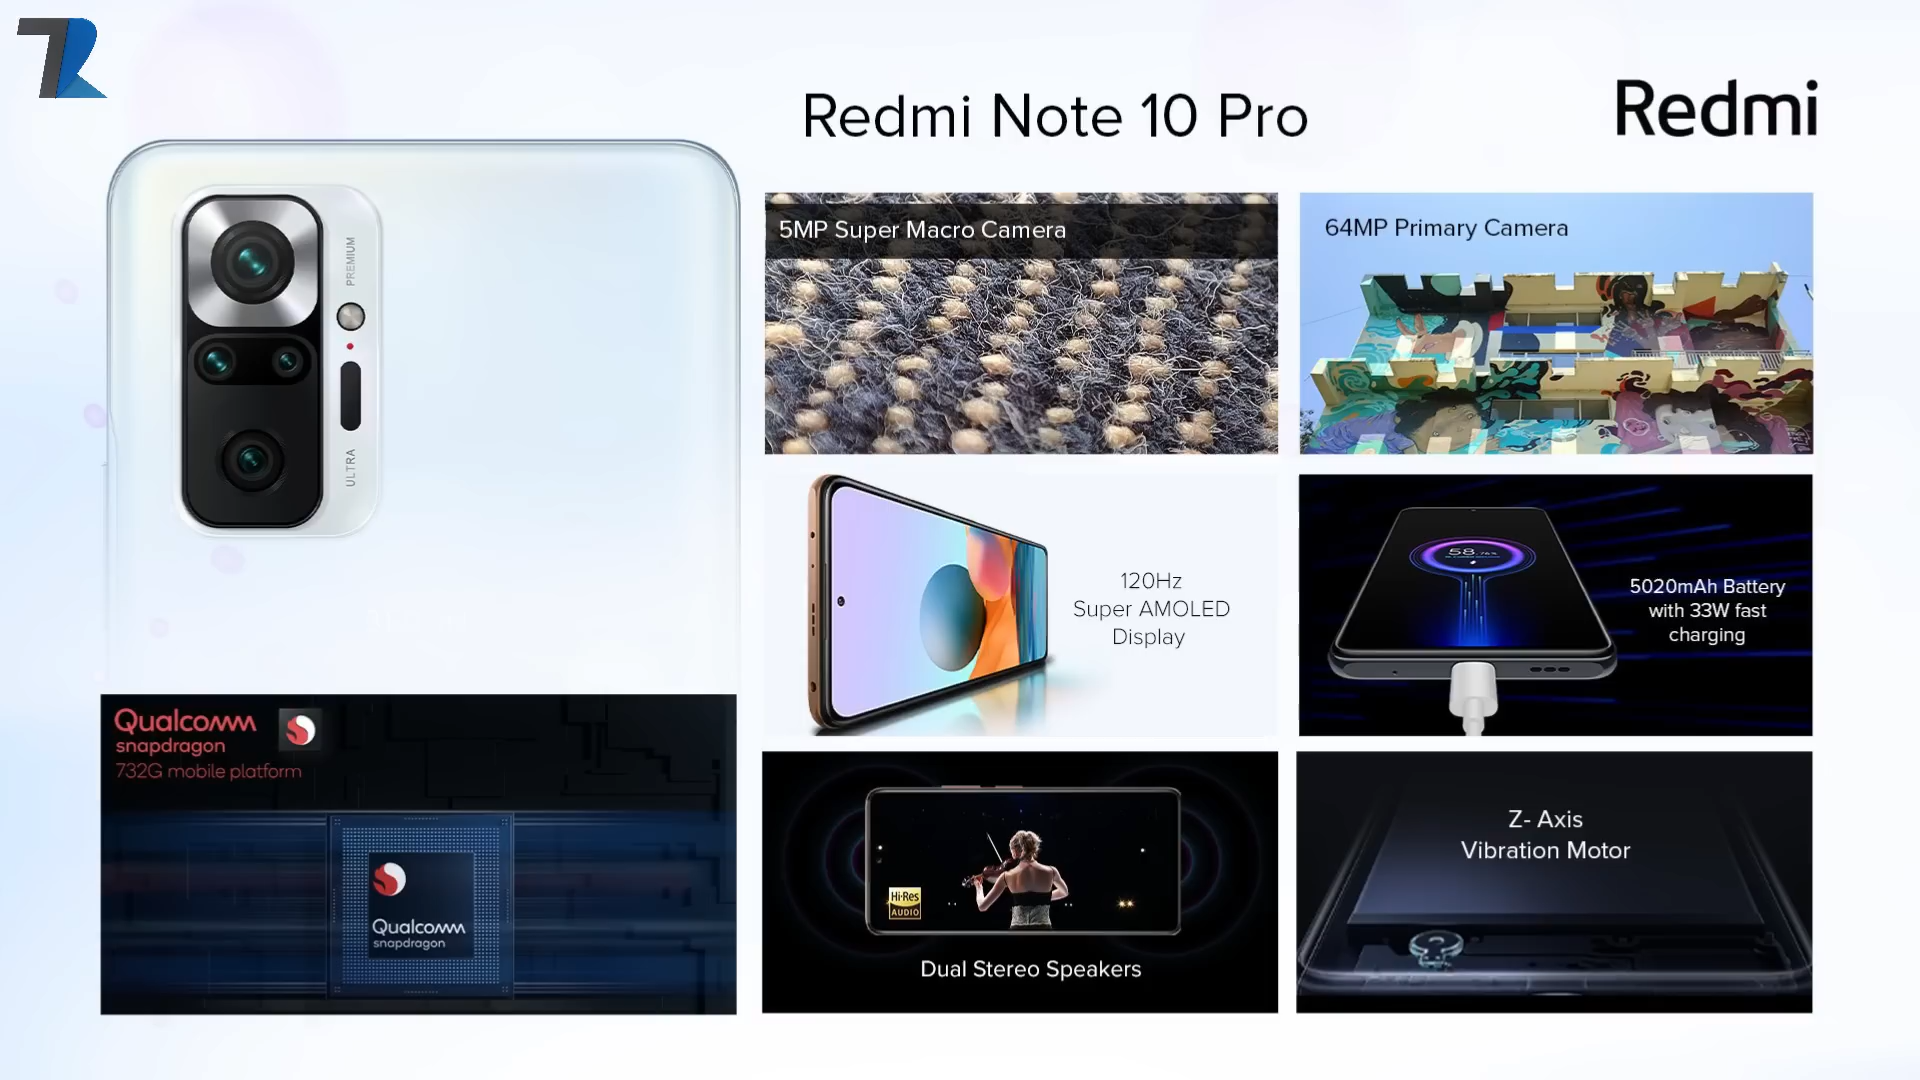 Redmi Note 10 Pro
Redmi
PREMIUM
ULTRA
5MP Super Macro Camera
64MP Primary Camera
120Hz
Super AMOLED
Display
58
5020mAh Battery
with 33W fast
charging
Qualcomm
snapdragon
732G mobile platform
Qualcomm
snapdragon
Hi-Res
AUDIO
Dual Stereo Speakers
Z- Axis
Vibration Motor